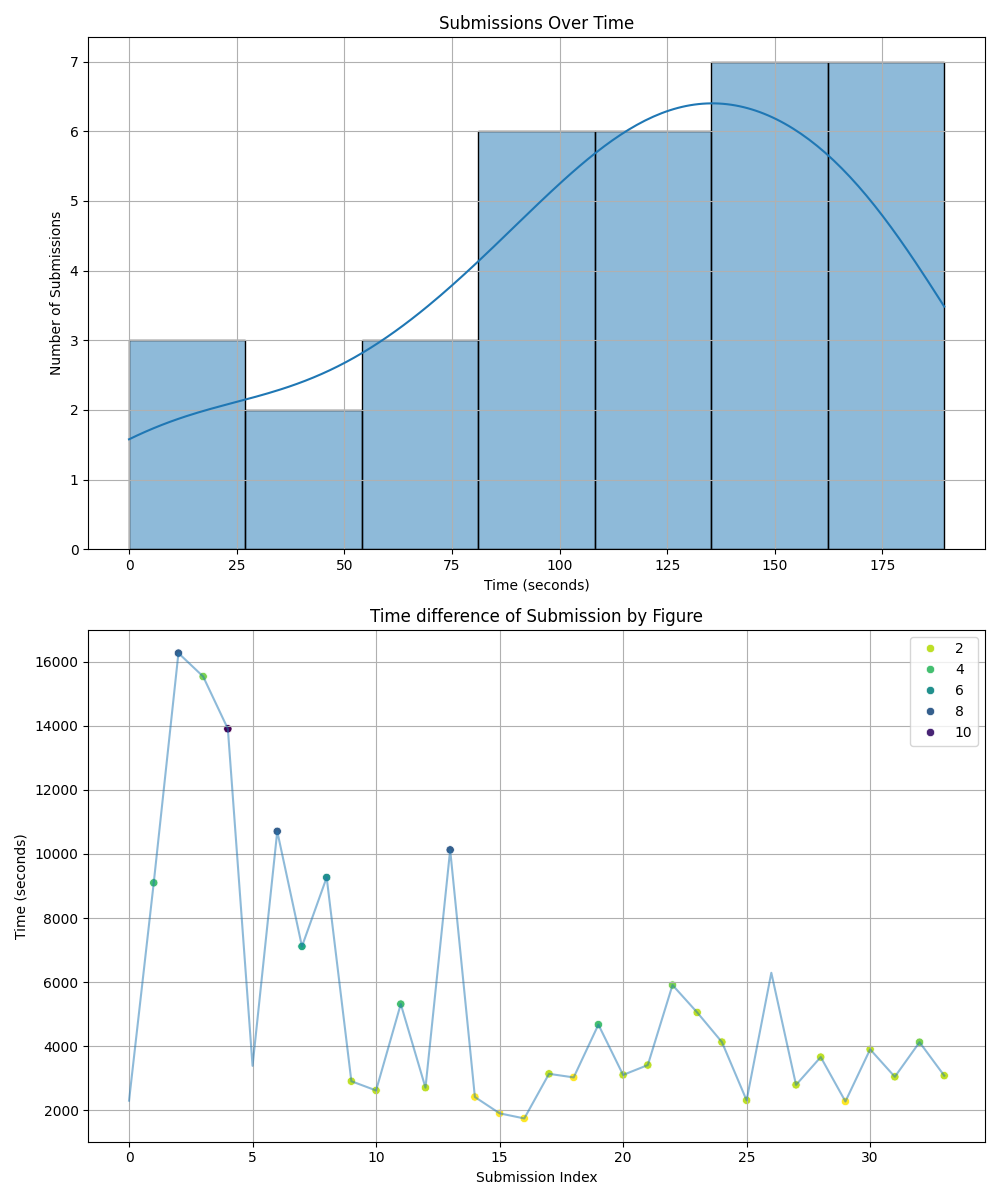 Submissions Over Time
Number of Submissions
7
6
5
4
3
2
1
0
0 25 50 75 100 125 150 175
Time (seconds)
Time difference of Submission by Figure
Time (seconds)
16000
14000
12000
10000
8000
6000
4000
2000
2
4
6
8
10
0 5 10 15 20 25 30
Submission Index